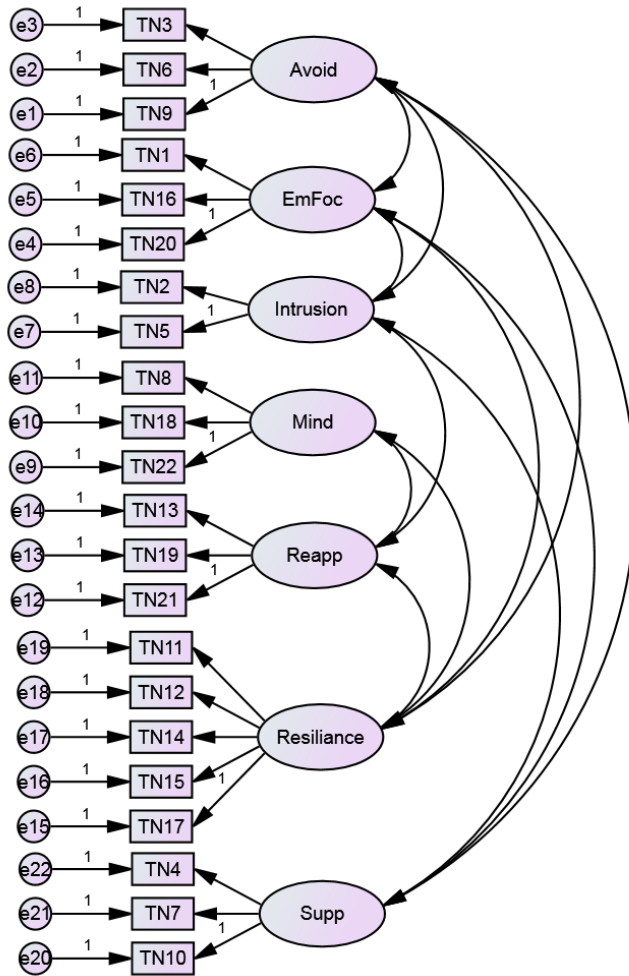 e3 1 TN3
e2 1 TN6 Avoid
e1 1 TN9 1
e6 1 TN1
e5 1 TN16 EmFoc
e4 1 TN20 1
e8 1 TN2
e7 1 TN5 1 Intrusion
e11 1 TN8
e10 1 TN18 Mind
e9 1 TN22 1
e14 1 TN13
e13 1 TN19 Reapp
e12 1 TN21 1
e19 1 TN11
e18 1 TN12
e17 1 TN14 Resiliance
e16 1 TN15 1
e15 1 TN17
e22 1 TN4
e21 1 TN7 Supp
e20 1 TN10 1